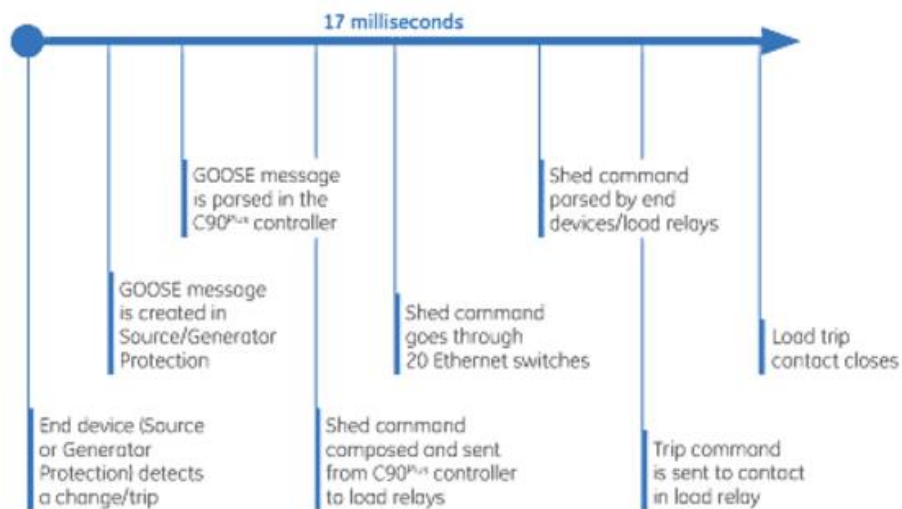 17 milliseconds
GOOSE message
is parsed in the
C90Plus controller
Shed command
parsed by end
devices/load relays
GOOSE message
is created in
Source/Generator
Protection
Shed command
goes through
20 Ethernet switches
Load trip
contact closes
End device (Source
or Generator
Protection) detects
a change/trip
Shed command
composed and sent
from C90Plus controller
to load relays
Trip command
is sent to contact
in load relay